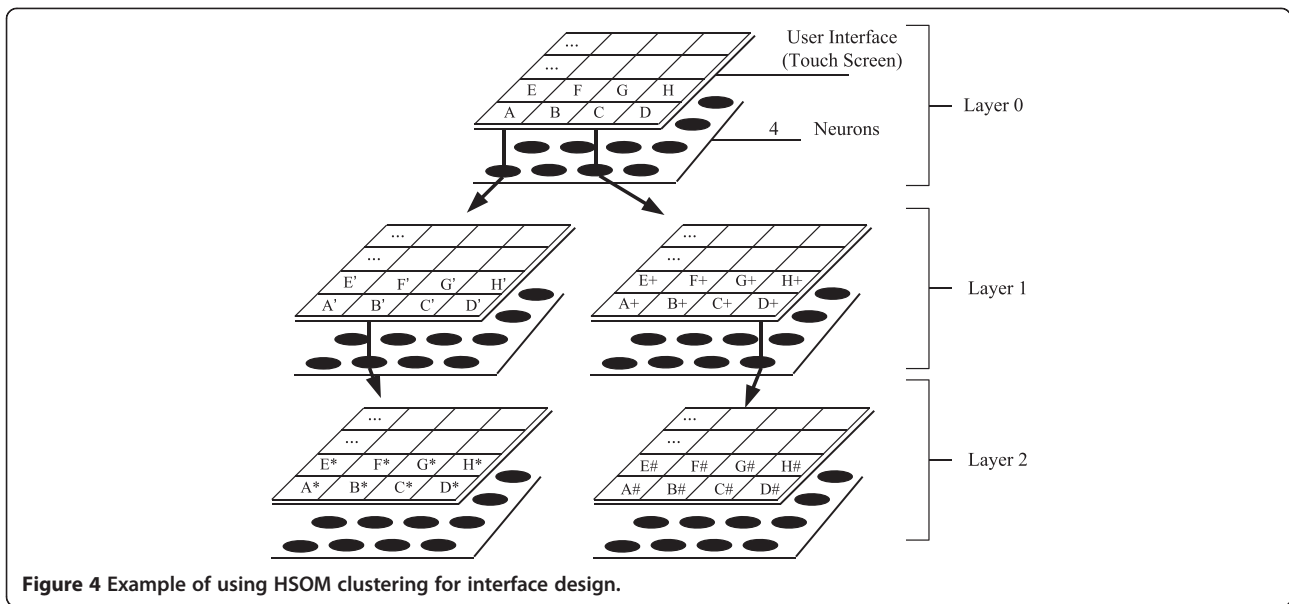 User Interface
(Touch Screen)
...
...
E F G H
A B C D
Layer 0
4 Neurons
...
...
E' F' G' H'
A' B' C' D'
...
...
E+ F+ G+ H+
A+ B+ C+ D+
Layer 1
...
...
E* F* G* H*
A* B* C* D*
...
...
E# F# G# H#
A# B# C# D#
Layer 2
Figure 4 Example of using HSOM clustering for interface design.